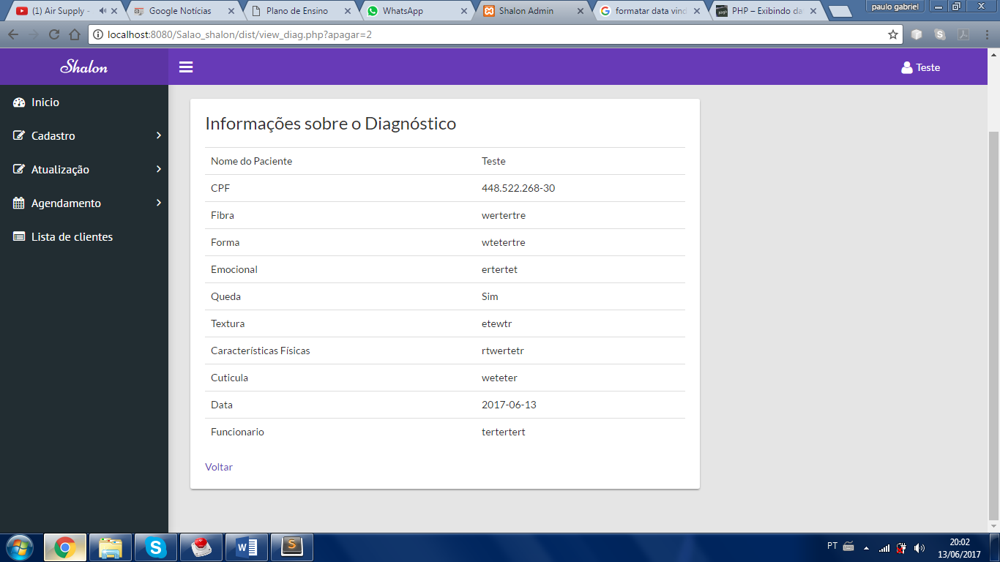 paulo gabriel
(1) Air Supply -
Google Notícias
Plano de Ensino
WhatsApp
Shalon Admin
formatar data vind
PHP – Exibindo da
localhost:8080/Salao_shalon/dist/view_diag.php?apagar=2
Shalon
Teste
Inicio
Cadastro
Atualização
Agendamento
Lista de clientes
Informações sobre o Diagnóstico
Nome do Paciente Teste
CPF 448.522.268-30
Fibra wertertre
Forma wtetertre
Emocional ertertet
Queda Sim
Textura etewtr
Características Físicas rtwertetr
Cuticula weteter
Data 2017-06-13
Funcionario tertertert
Voltar
PT
20:02
13/06/2017